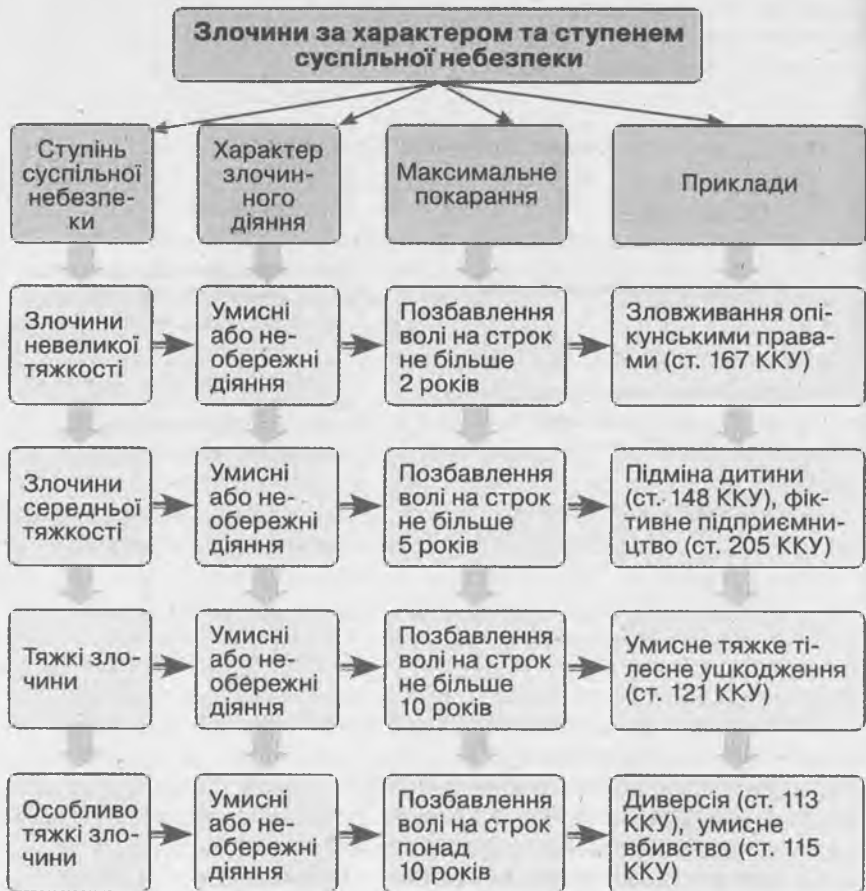 Злочини за характером та ступенем
суспільної небезпеки
Ступінь
суспільної
небезпе-
ки
Характер
злочин-
ного
діяння
Максимальне
покарання
Приклади
Злочини
невеликої
тяжкості
Умисні
або не-
обережні
діяння
Позбавлення
волі на строк
не більше
2 років
Зловживання опі-
кунськими права-
ми (ст. 167 ККУ)
Злочини
середньої
тяжкості
Умисні
або не-
обережні
діяння
Позбавлення
волі на строк
не більше
5 років
Підміна дитини
(ст. 148 ККУ), фік-
тивне підприємни-
цтво (ст. 205 ККУ)
Тяжкі зло-
чини
Умисні
або не-
обережні
діяння
Позбавлення
волі на строк
не більше
10 років
Умисне тяжке ті-
лесне ушкодження
(ст. 121 ККУ)
Особливо
тяжкі зло-
чини
Умисні
або не-
обережні
діяння
Позбавлення
волі на строк
понад
10 років
Диверсія (ст. 113
ККУ), умисне
вбивство (ст. 115
ККУ)